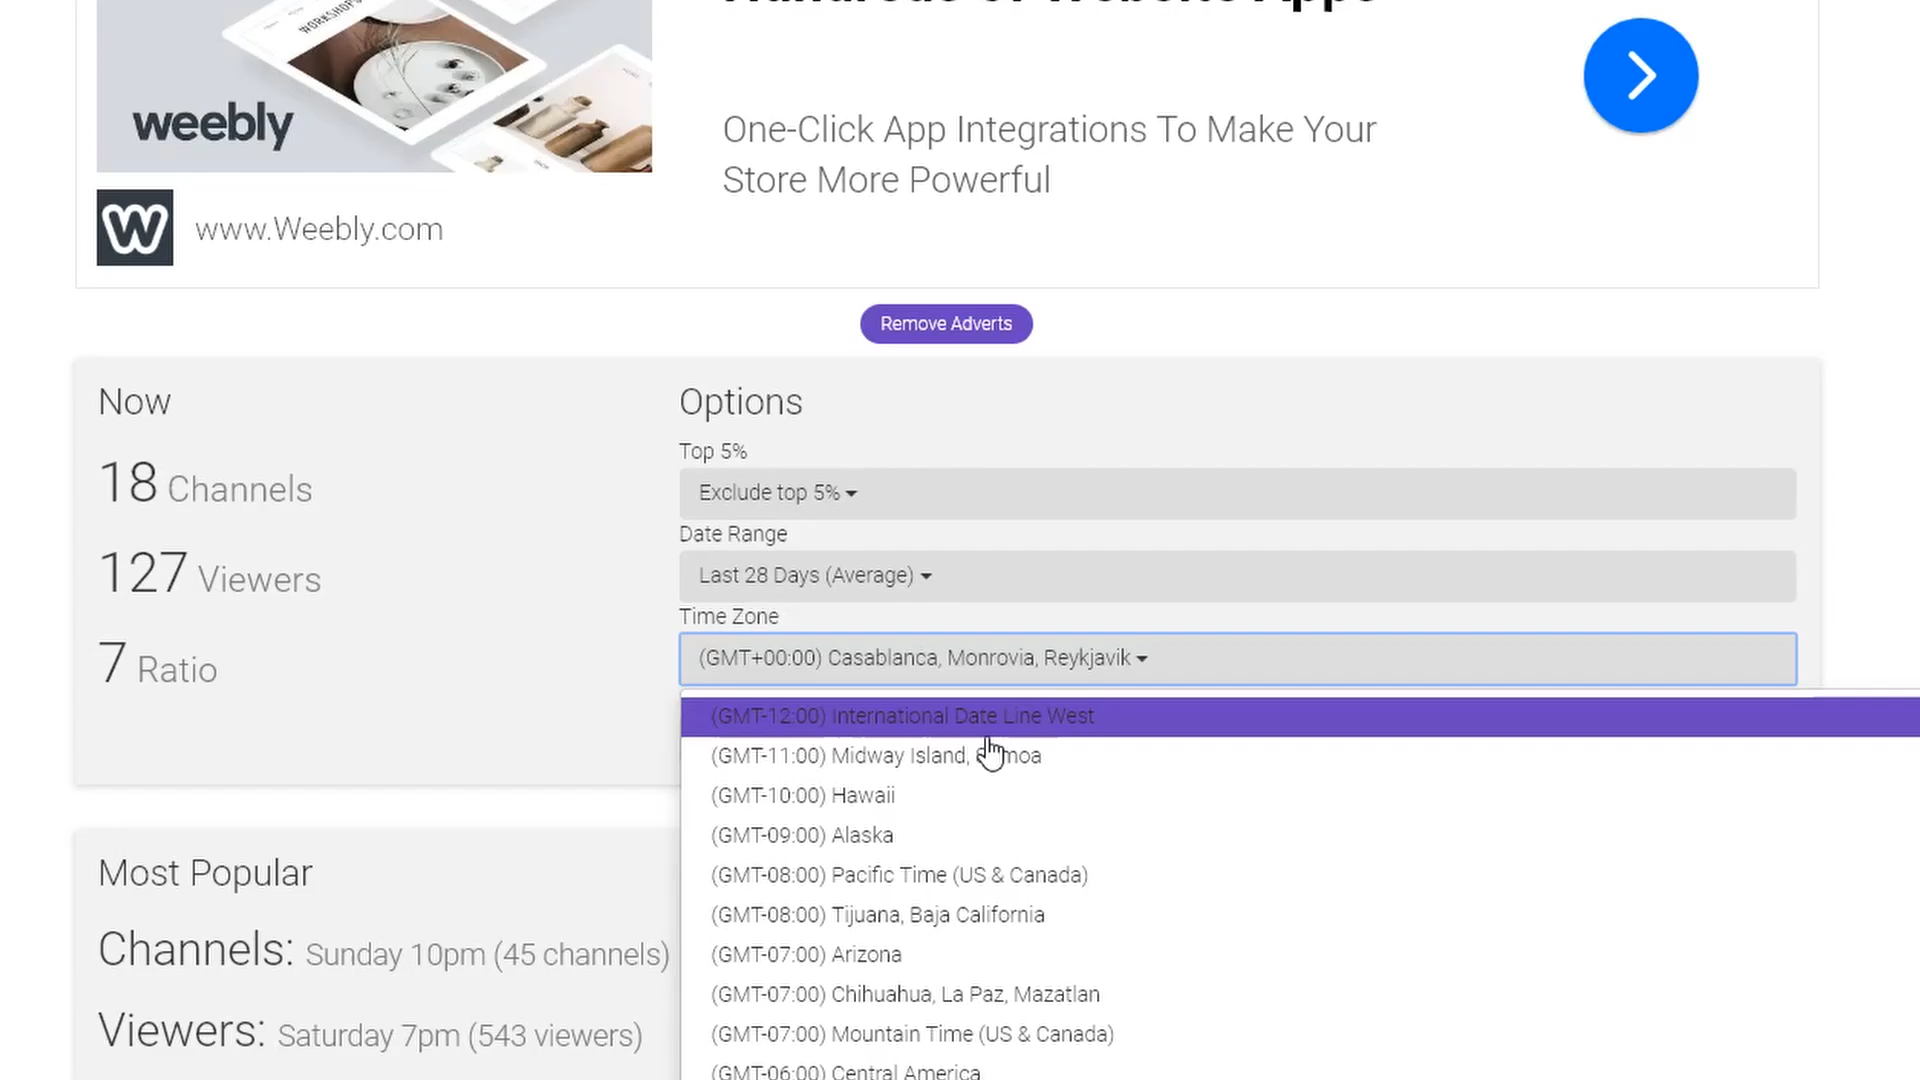 WORKSHOPS
weebly
One-Click App Integrations To Make Your
Store More Powerful
W
www.Weebly.com
Remove Adverts
Now
18 Channels
127 Viewers
7 Ratio
Options
Top 5%
Exclude top 5%
Date Range
Last 28 Days (Average)
Time Zone
(GMT+00:00) Casablanca, Monrovia, Reykjavik
(GMT-12:00) International Date Line West
(GMT-11:00) Midway Island, Samoa
(GMT-10:00) Hawaii
(GMT-09:00) Alaska
(GMT-08:00) Pacific Time (US & Canada)
(GMT-08:00) Tijuana, Baja California
(GMT-07:00) Arizona
(GMT-07:00) Chihuahua, La Paz, Mazatlan
(GMT-07:00) Mountain Time (US & Canada)
(GMT-06:00) Central America
Most Popular
Channels: Sunday 10pm (45 channels)
Viewers: Saturday 7pm (543 viewers)